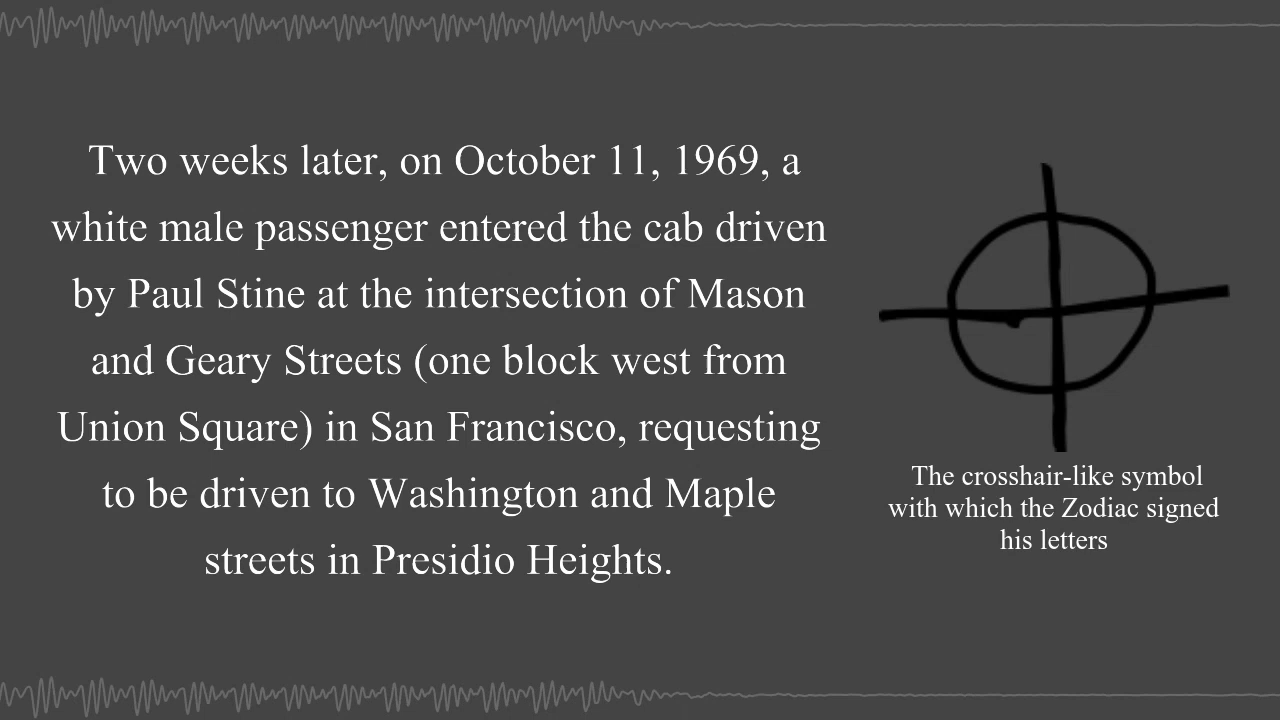 Two weeks later, on October 11, 1969, a
white male passenger entered the cab driven
by Paul Stine at the intersection of Mason
and Geary Streets (one block west from
Union Square) in San Francisco, requesting
to be driven to Washington and Maple
streets in Presidio Heights.
The crosshair-like symbol
with which the Zodiac signed
his letters